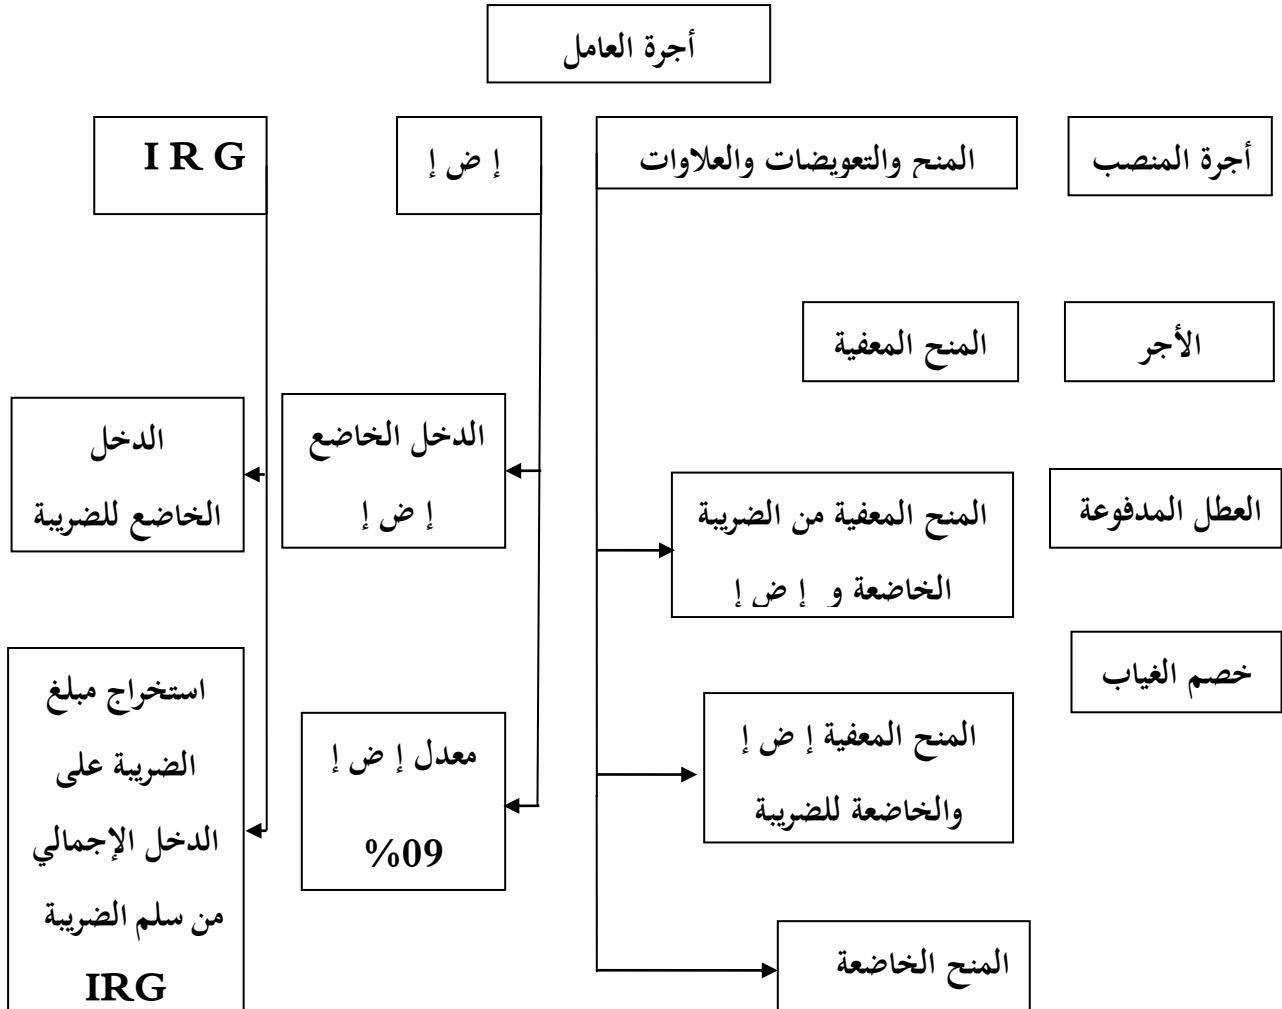 أجرة العامل
أجرة المنصب
المنح والتعويضات والعلاوات
إ ض إ
I R G
الأجر
المنح المعفية
العطل المدفوعة
المنح المعفية من الضريبة
الخاضعة و إ ض إ
الدخل الخاضع
إ ض إ
الدخل
الخاضع للضريبة
خصم الغياب
المنح المعفية إ ض إ
والخاضعة للضريبة
معدل إ ض إ
%09
استخراج مبلغ
الضريبة على
الدخل الإجمالي
من سلم الضريبة
IRG
المنح الخاضعة